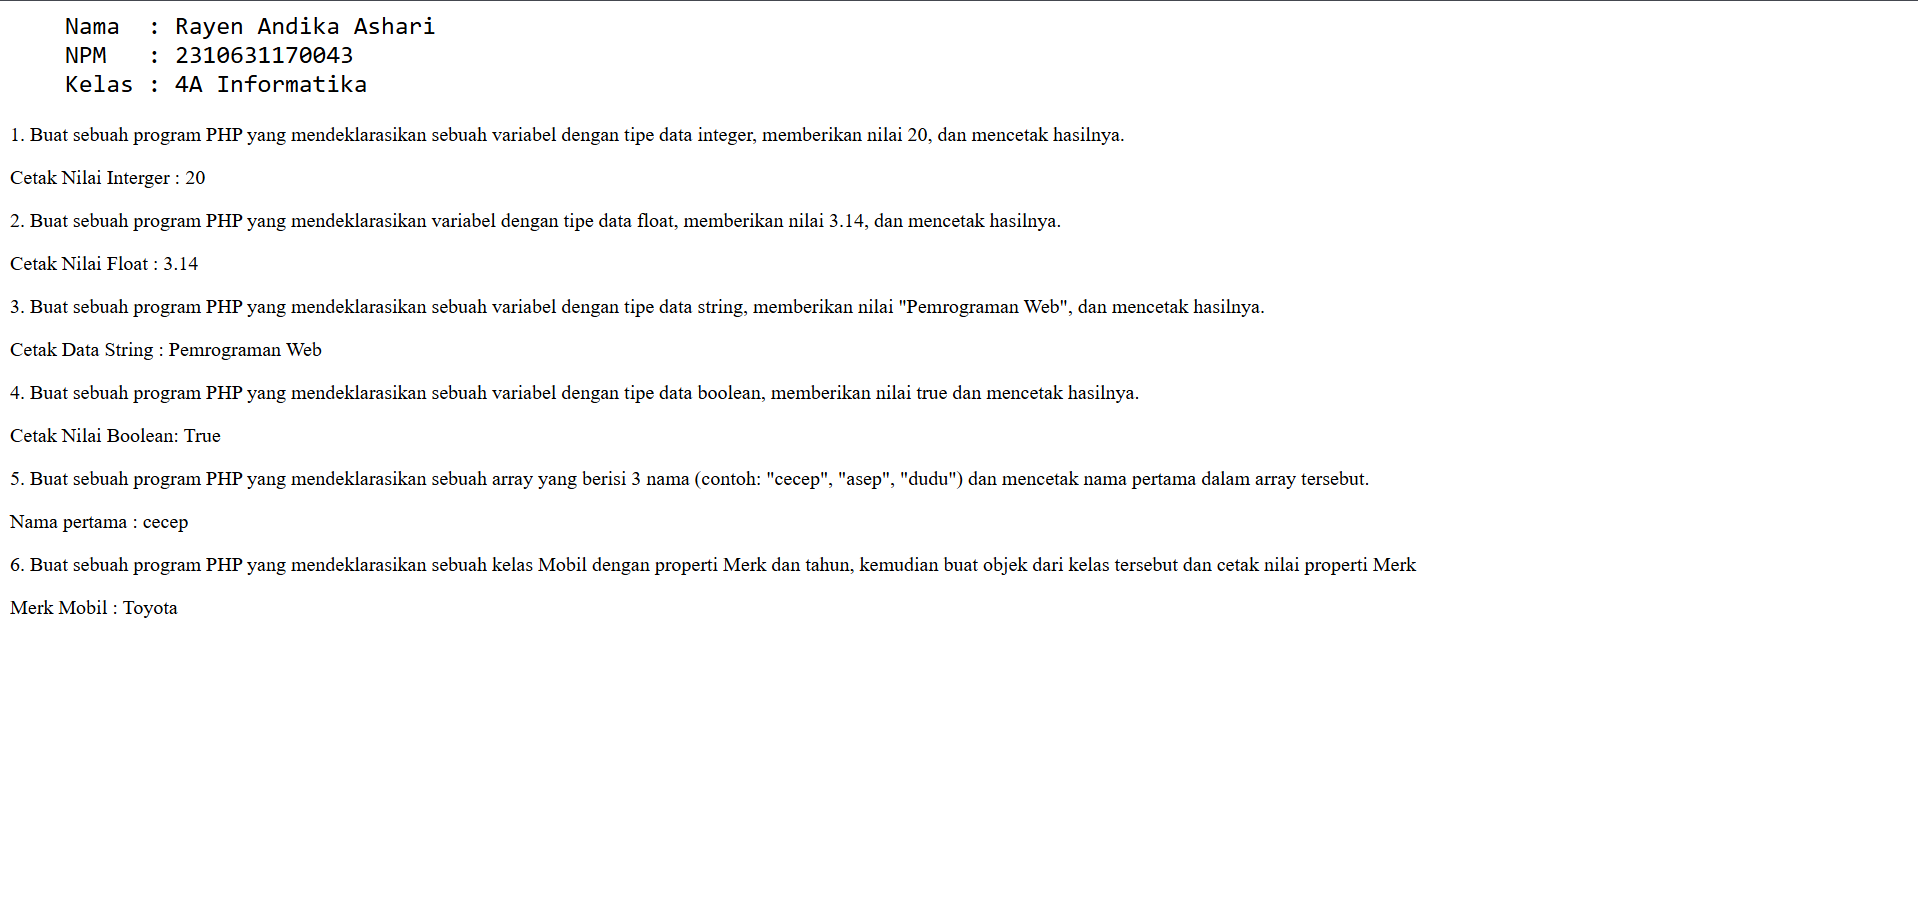 Nama  : Rayen Andika Ashari
NPM   : 2310631170043
Kelas : 4A Informatika
1. Buat sebuah program PHP yang mendeklarasikan sebuah variabel dengan tipe data integer, memberikan nilai 20, dan mencetak hasilnya.
Cetak Nilai Interger : 20
2. Buat sebuah program PHP yang mendeklarasikan variabel dengan tipe data float, memberikan nilai 3.14, dan mencetak hasilnya.
Cetak Nilai Float : 3.14
3. Buat sebuah program PHP yang mendeklarasikan sebuah variabel dengan tipe data string, memberikan nilai "Pemrograman Web", dan mencetak hasilnya.
Cetak Data String : Pemrograman Web
4. Buat sebuah program PHP yang mendeklarasikan sebuah variabel dengan tipe data boolean, memberikan nilai true dan mencetak hasilnya.
Cetak Nilai Boolean: True
5. Buat sebuah program PHP yang mendeklarasikan sebuah array yang berisi 3 nama (contoh: "cecep", "asep", "dudu") dan mencetak nama pertama dalam array tersebut.
Nama pertama : cecep
6. Buat sebuah program PHP yang mendeklarasikan sebuah kelas Mobil dengan properti Merk dan tahun, kemudian buat objek dari kelas tersebut dan cetak nilai properti Merk
Merk Mobil : Toyota